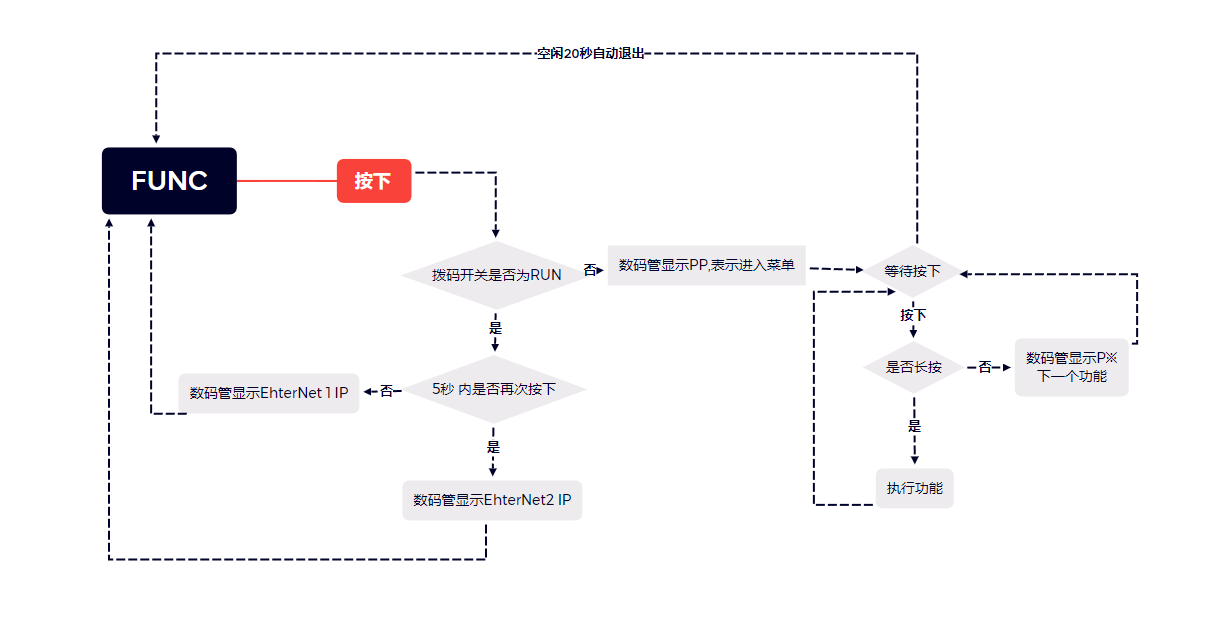 空闲20秒自动退出
FUNC
按下
拨码开关是否为RUN
否
数码管显示PP,表示进入菜单
等待按下
是
按下
5秒 内是否再次按下
否
数码管显示EhterNet 1 IP
是否长按
否
数码管显示P※
下一个功能
是
数码管显示EhterNet2 IP
是
执行功能